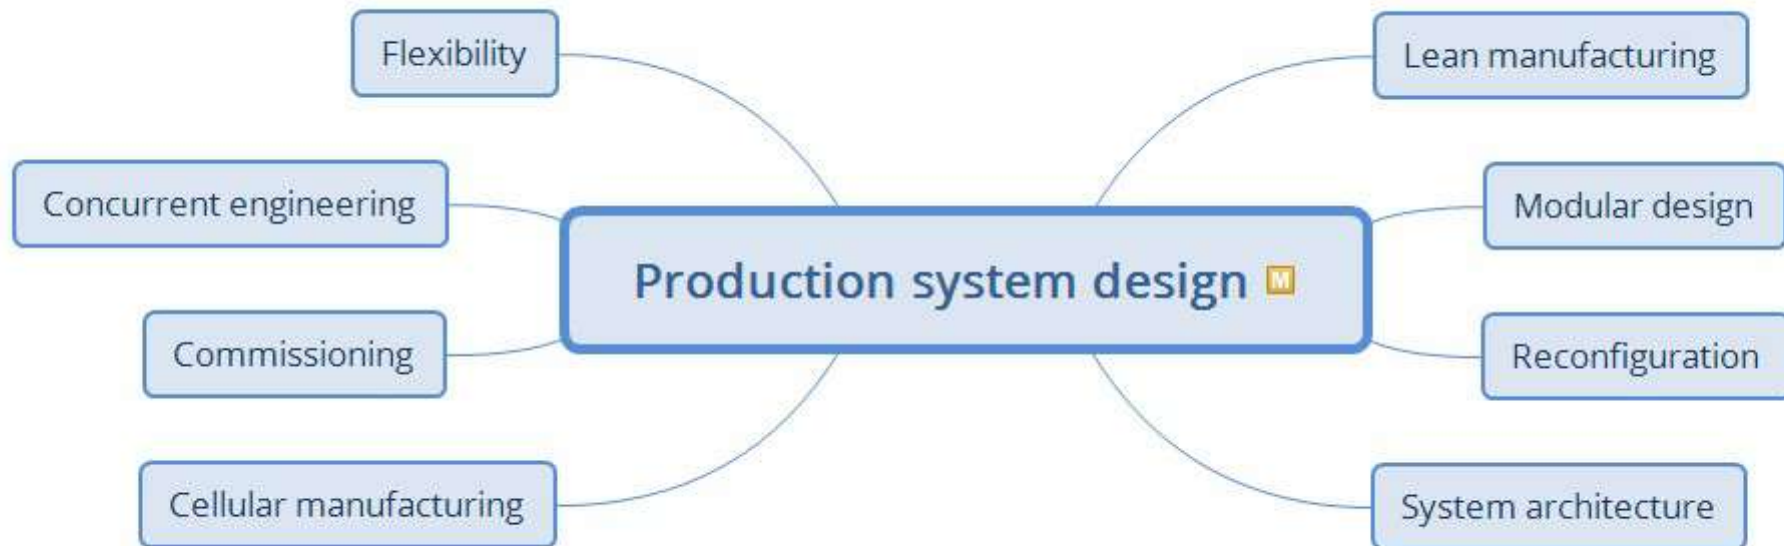 Flexibility
Lean manufacturing
Concurrent engineering
Modular design
Production system design M
Commissioning
Reconfiguration
Cellular manufacturing
System architecture